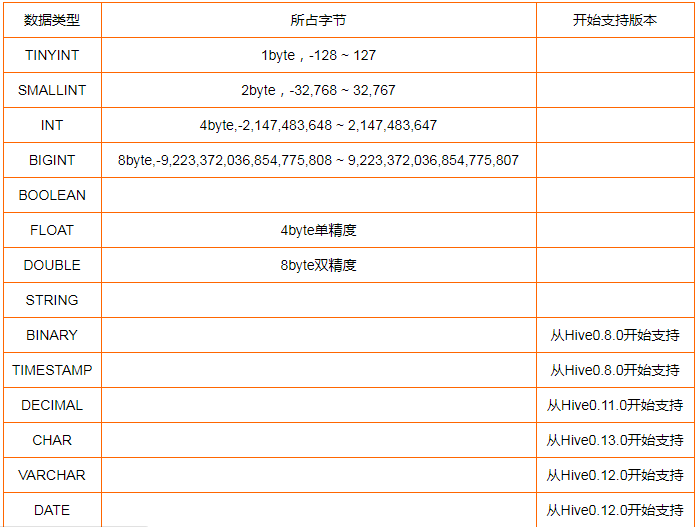 数据类型 所占字节 开始支持版本
TINYINT 1byte，-128 ~ 127
SMALLINT 2byte，-32,768 ~ 32,767
INT 4byte,-2,147,483,648 ~ 2,147,483,647
BIGINT 8byte,-9,223,372,036,854,775,808 ~ 9,223,372,036,854,775,807
BOOLEAN
FLOAT 4byte单精度
DOUBLE 8byte双精度
STRING
BINARY 从Hive0.8.0开始支持
TIMESTAMP 从Hive0.8.0开始支持
DECIMAL 从Hive0.11.0开始支持
CHAR 从Hive0.13.0开始支持
VARCHAR 从Hive0.12.0开始支持
DATE 从Hive0.12.0开始支持